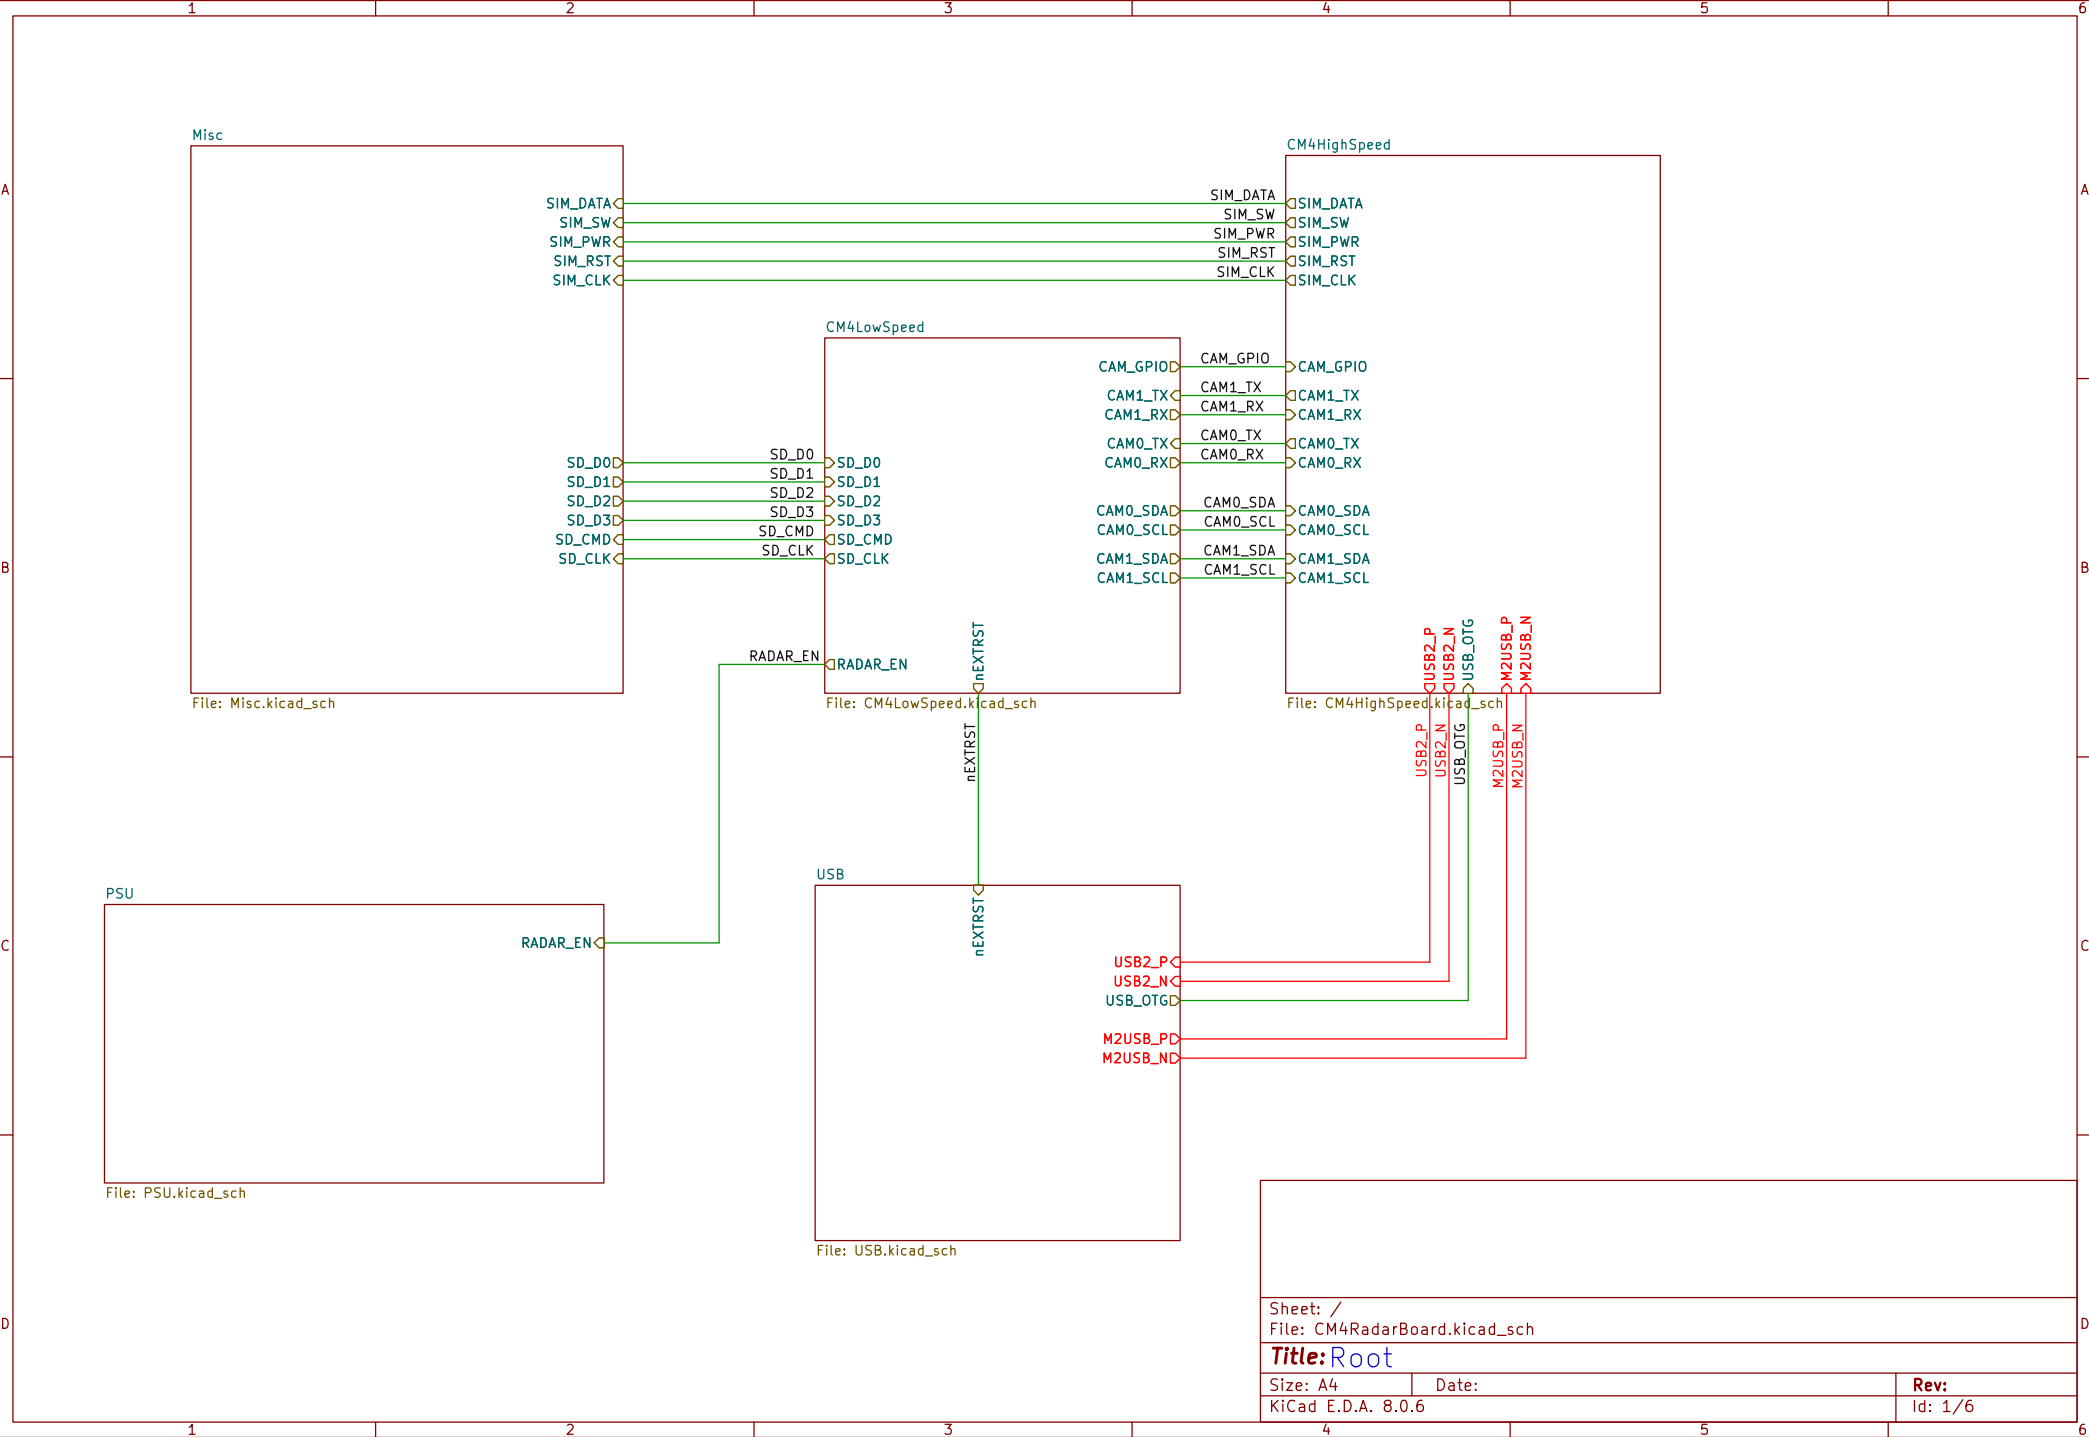 1 2 3 4 5 6
A A
B B
C C
D D
Misc
SIM_DATA
SIM_SW
SIM_PWR
SIM_RST
SIM_CLK
SD_D0
SD_D1
SD_D2
SD_D3
SD_CMD
SD_CLK
File: Misc.kicad_sch
SIM_DATA
SIM_SW
SIM_PWR
SIM_RST
SIM_CLK
SD_D0
SD_D1
SD_D2
SD_D3
SD_CMD
SD_CLK
RADAR_EN
CM4LowSpeed
SD_D0
SD_D1
SD_D2
SD_D3
SD_CMD
SD_CLK
RADAR_EN
CAM_GPIO
CAM1_TX
CAM1_RX
CAM0_TX
CAM0_RX
CAM0_SDA
CAM0_SCL
CAM1_SDA
CAM1_SCL
nEXTRST
File: CM4LowSpeed.kicad_sch
CAM_GPIO
CAM1_TX
CAM1_RX
CAM0_TX
CAM0_RX
CAM0_SDA
CAM0_SCL
CAM1_SDA
CAM1_SCL
CM4HighSpeed
SIM_DATA
SIM_SW
SIM_PWR
SIM_RST
SIM_CLK
CAM_GPIO
CAM1_TX
CAM1_RX
CAM0_TX
CAM0_RX
CAM0_SDA
CAM0_SCL
CAM1_SDA
CAM1_SCL
USB2_P
USB2_N
USB_OTG
M2USB_P
M2USB_N
File: CM4HighSpeed.kicad_sch
nEXTRST
USB2_P
USB2_N
USB_OTG
M2USB_P
M2USB_N
PSU
RADAR_EN
File: PSU.kicad_sch
USB
nEXTRST
USB2_P
USB2_N
USB_OTG
M2USB_P
M2USB_N
File: USB.kicad_sch
Sheet: /
File: CM4RadarBoard.kicad_sch
Title: Root
Size: A4 Date: Rev:
KiCad E.D.A. 8.0.6 Id: 1/6
1 2 3 4 5 6